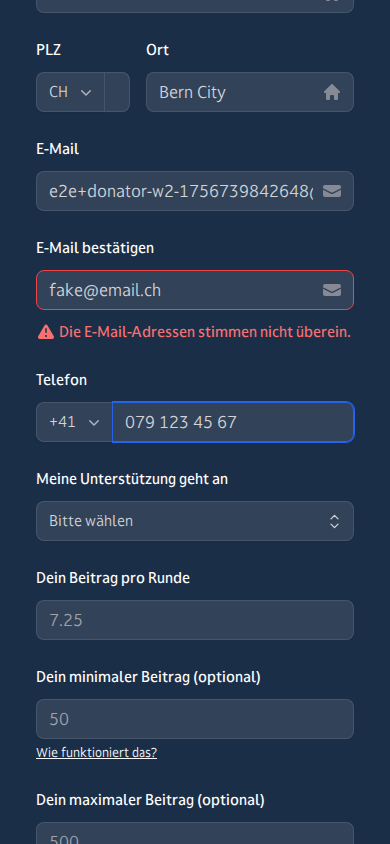 PLZ Ort
CH Bern City
E-Mail
e2e+donator-w2-1756739842648
E-Mail bestätigen
fake@email.ch
Die E-Mail-Adressen stimmen nicht überein.
Telefon
+41 079 123 45 67
Meine Unterstützung geht an
Bitte wählen
Dein Beitrag pro Runde
7.25
Dein minimaler Beitrag (optional)
50
Wie funktioniert das?
Dein maximaler Beitrag (optional)
500